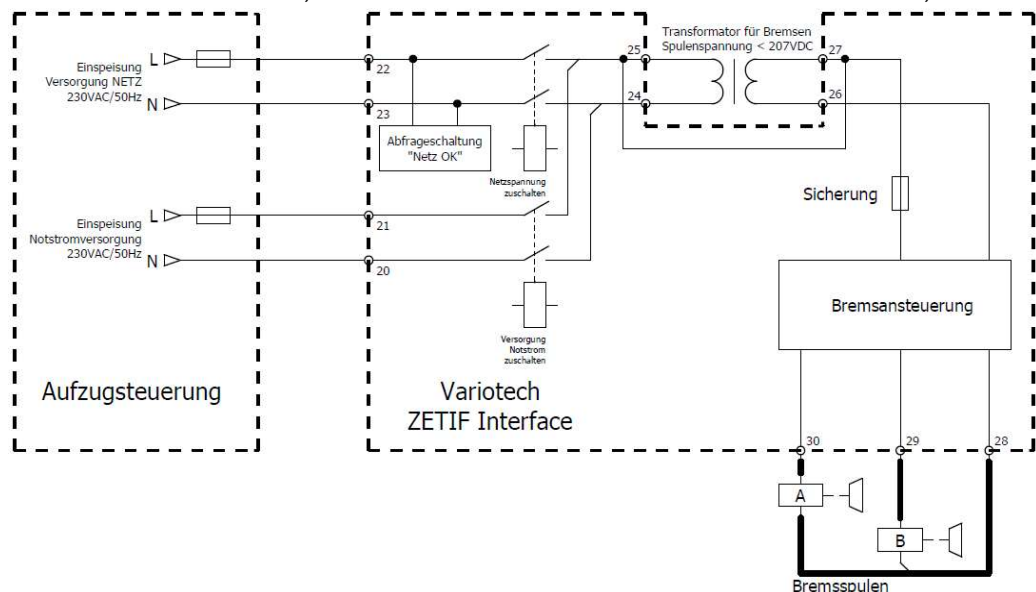 Einspeisung
Versorgung NETZ
230VAC/50Hz
L
N
22
23
Abfrageschaltung
"Netz OK"
Netzspannung
zuschalten
25
24
Transformator für Bremsen
Spulenspannung < 207VDC
27
26
Sicherung
Einspeisung
Notstromversorgung
230VAC/50Hz
L
N
21
20
Versorgung
Notstrom
zuschalten
Bremsansteuerung
Aufzugsteuerung
Variotech
ZETIF Interface
30
29
28
A
B
Bremsspulen